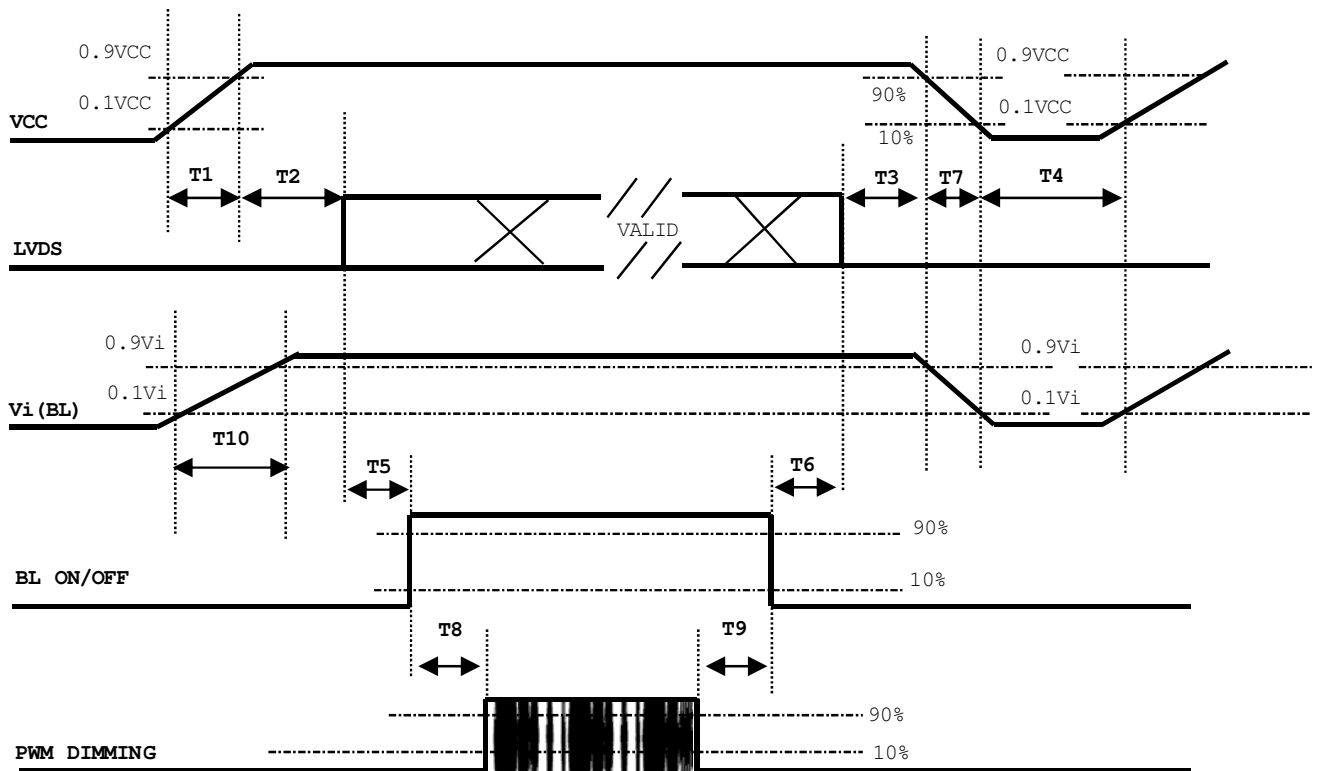 0.9VCC
0.9VCC
90%
0.1VCC
0.1VCC
VCC
10%
T1
T2
T3
T7
T4
VALID
LVDS
0.9Vi
0.9Vi
0.1Vi
0.1Vi
Vi(BL)
T10
T5
T6
90%
BL ON/OFF
10%
T8
T9
90%
PWM DIMMING
10%